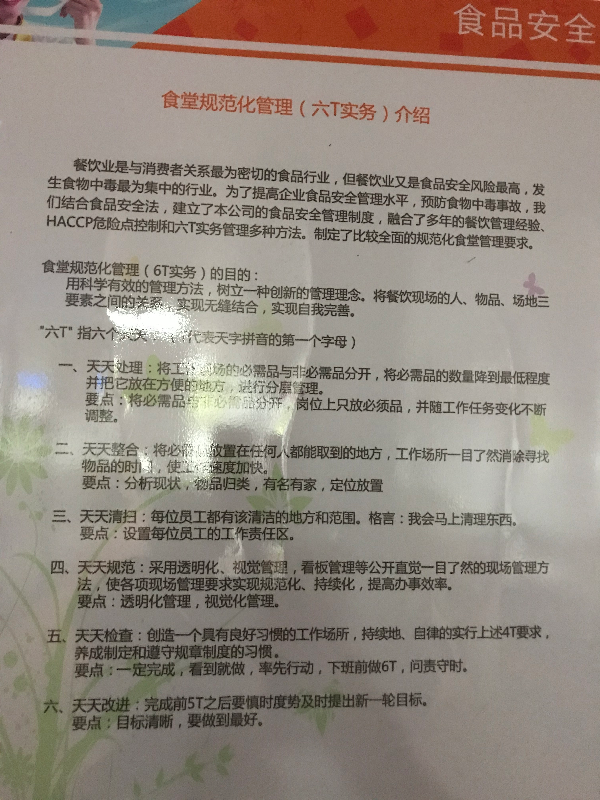 食品安全
食堂规范化管理（六T实务）介绍
餐饮业是与消费者关系最为密切的食品行业，但餐饮业又是食品安全风险最高，发
生食物中毒最为集中的行业。为了提高企业食品安全管理水平，预防食物中毒事故，我
们结合食品安全法，建立了本公司的食品安全管理制度，融合了多年的餐饮管理经验、
HACCP危险点控制和六T实务管理多种方法。制定了比较全面的规范化食堂管理要求。
食堂规范化管理（6T实务）的目的：
用科学有效的管理方法，树立一种创新的管理理念。将餐饮现场的人、物品、场地三
要素之间的关系，实现无缝结合，实现自我完善。
"六T" 指六个天天 代表天字拼音的第一个字母）
一、天天处理：将工 现场的必需品与非必需品分开，将必需品的数量降到最低程度
并把它放在方便的地方，进行分层管理。
要点：将必需品与非必需品分开，岗位上只放必须品，并随工作任务变化不断
调整。
二、天天整合：将必 放置在任何人都能取到的地方，工作场所一目了然消除寻找
物品的时间，使工作速度加快。
要点：分析现状，物品归类，有名有家，定位放置
三、天天清扫：每位员工都有该清洁的地方和范围。格言：我会马上清理东西。
要点：设置每位员工的工作责任区。
四、天天规范：采用透明化、视觉管理，看板管理等公开直觉一目了然的现场管理方
法，使各项现场管理要求实现规范化、持续化，提高办事效率。
要点：透明化管理，视觉化管理。
五、天天检查：创造一个具有良好习惯的工作场所，持续地、自律的实行上述4T要求，
养成制定和遵守规章制度的习惯。
要点：一定完成，看到就做，率先行动，下班前做6T，问责守时。
六、天天改进：完成前5T之后要慎时度势及时提出新一轮目标。
要点：目标清晰，要做到最好。